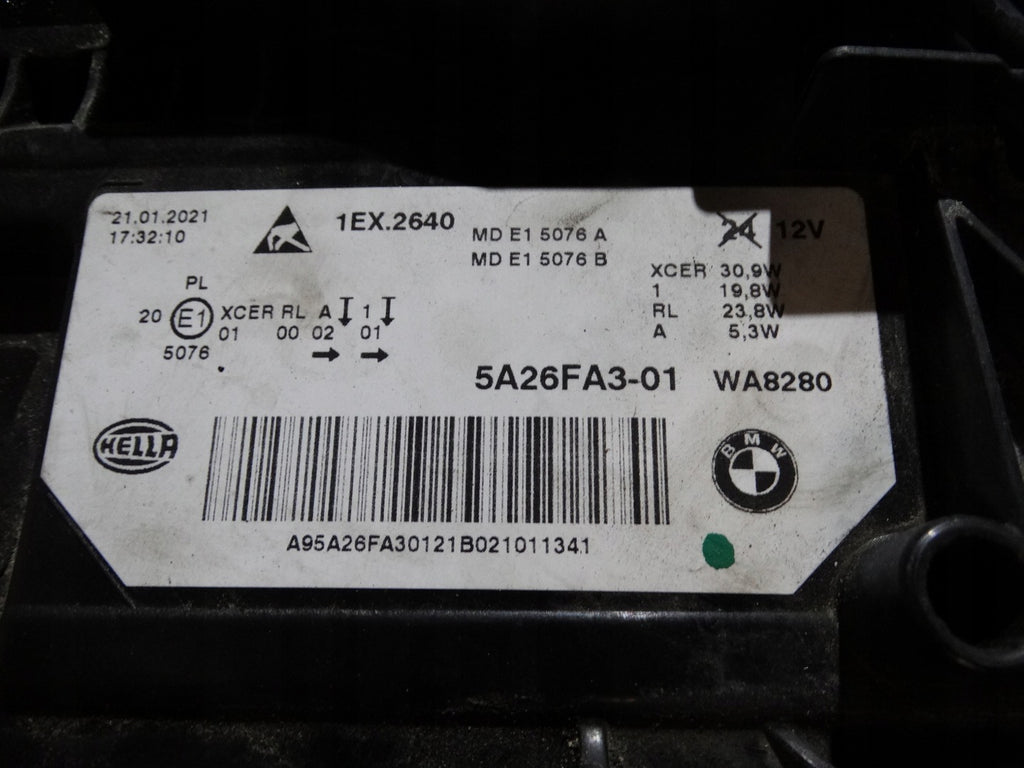 21.01.2021
17:32:10
1EX.2640
MD E1 5076 A
MD E1 5076 B
24 12V
XCER 30,9W
1 19,8W
RL 23,8W
A 5,3W
PL
20 E1 XCER RL A 1
01 00 02 01
5076
5A26FA3-01 WA8280
HELLA
BMW
A95A26FA30121B021011341